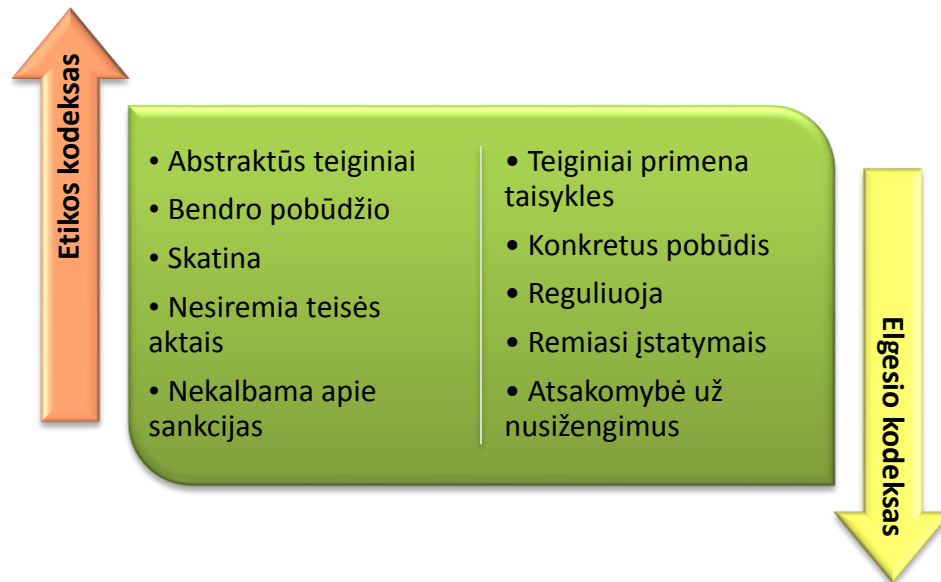 Etikos kodeksas
• Abstraktūs teiginiai
• Bendro pobūdžio
• Skatina
• Nesiremia teisės
aktais
• Nekalbama apie
sankcijas
• Teiginiai primena
taisykles
• Konkretus pobūdis
• Reguliuoja
• Remiasi įstatymais
• Atsakomybė už
nusižengimus
Elgesio kodeksas